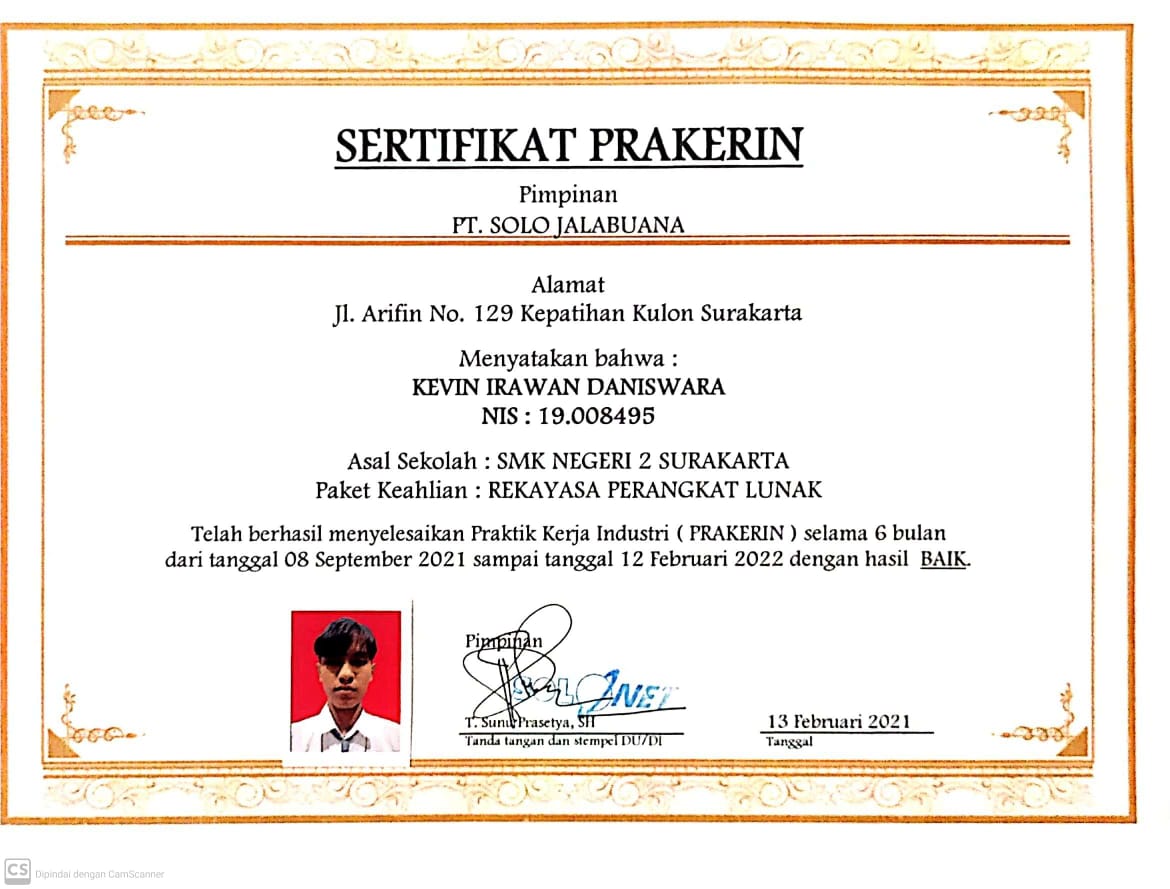 SERTIFIKAT PRAKERIN
Pimpinan
PT. SOLO JALABUANA
Alamat
Jl. Arifin No. 129 Kepatihan Kulon Surakarta
Menyatakan bahwa :
KEVIN IRAWAN DANISWARA
NIS : 19.008495
Asal Sekolah : SMK NEGERI 2 SURAKARTA
Paket Keahlian : REKAYASA PERANGKAT LUNAK
Telah berhasil menyelesaikan Praktik Kerja Industri ( PRAKERIN ) selama 6 bulan
dari tanggal 08 September 2021 sampai tanggal 12 Februari 2022 dengan hasil BAIK.
Pimpinan
SOLONET
T. Sunu Prasetya, SH
Tanda tangan dan stempel DU/DI
13 Februari 2021
Tanggal
CS Dipindai dengan CamScanner